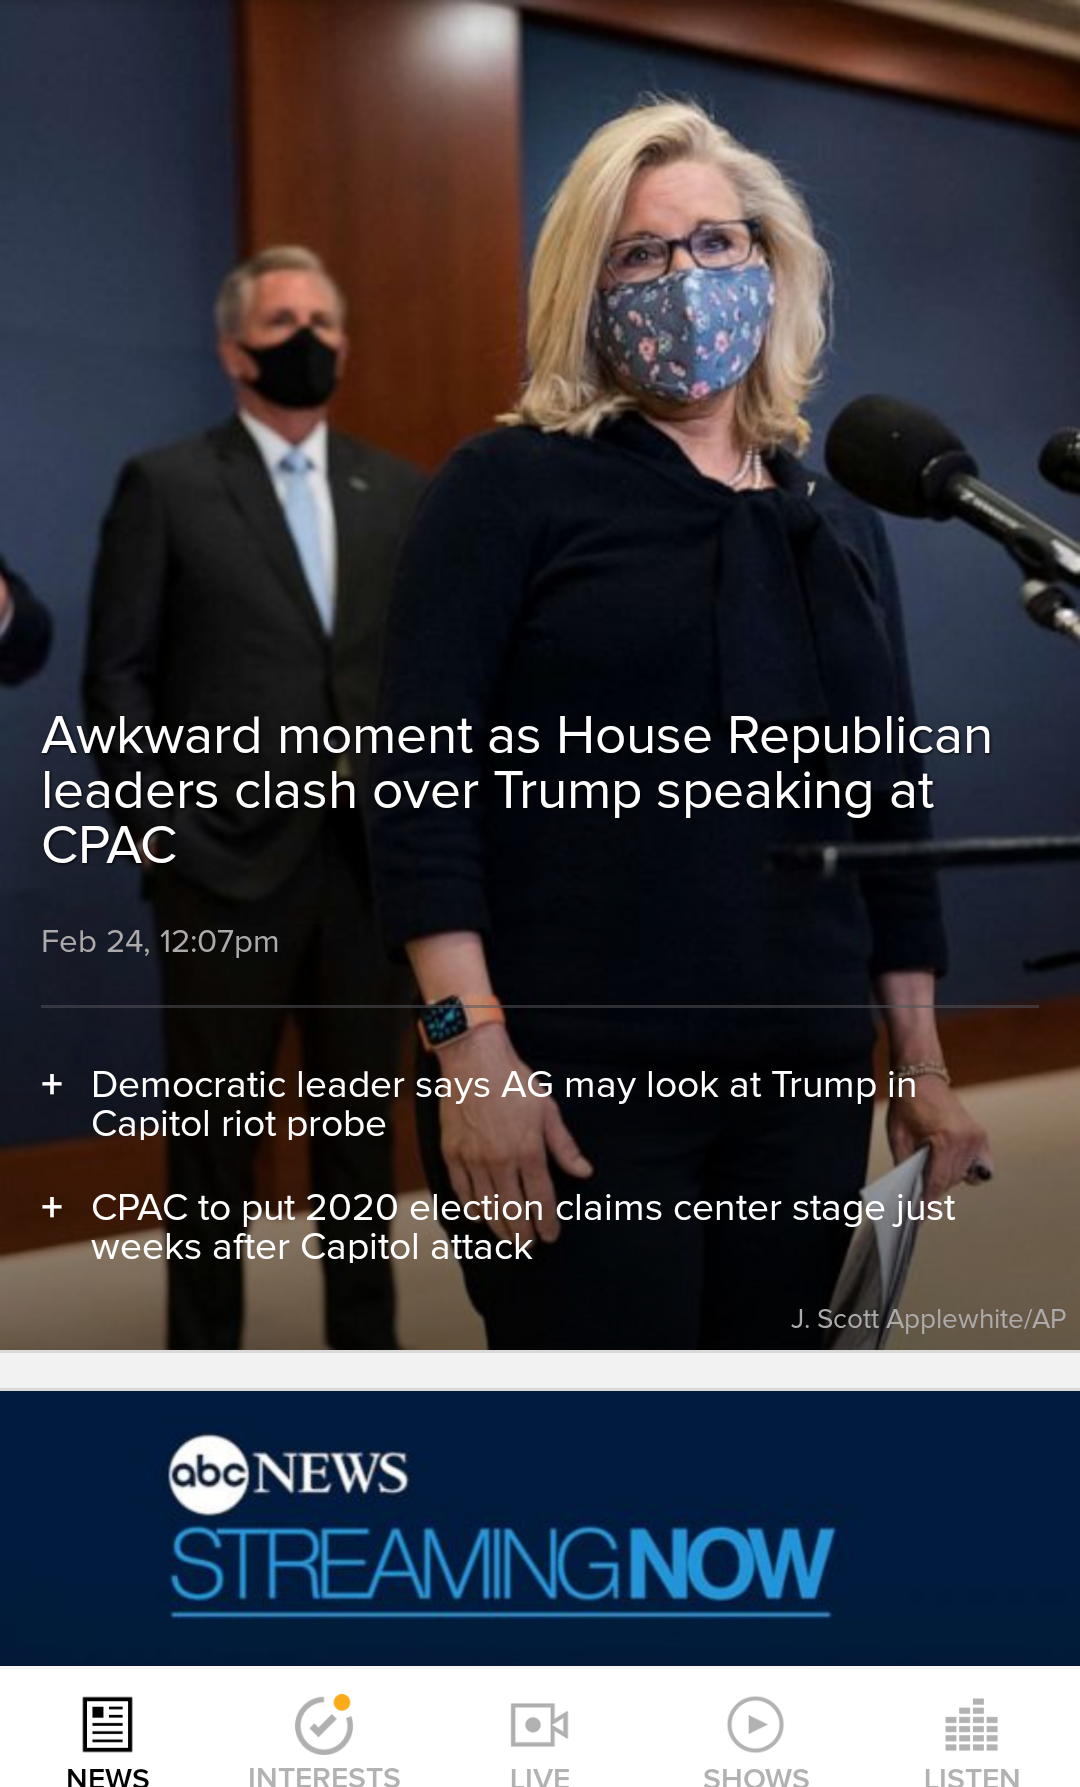 Awkward moment as House Republican
leaders clash over Trump speaking at
CPAC
Feb 24, 12:07pm
+ Democratic leader says AG may look at Trump in
Capitol riot probe
+ CPAC to put 2020 election claims center stage just
weeks after Capitol attack
J. Scott Applewhite/AP
abc NEWS
STREAMING NOW
NEWS INTERESTS LIVE SHOWS LISTEN